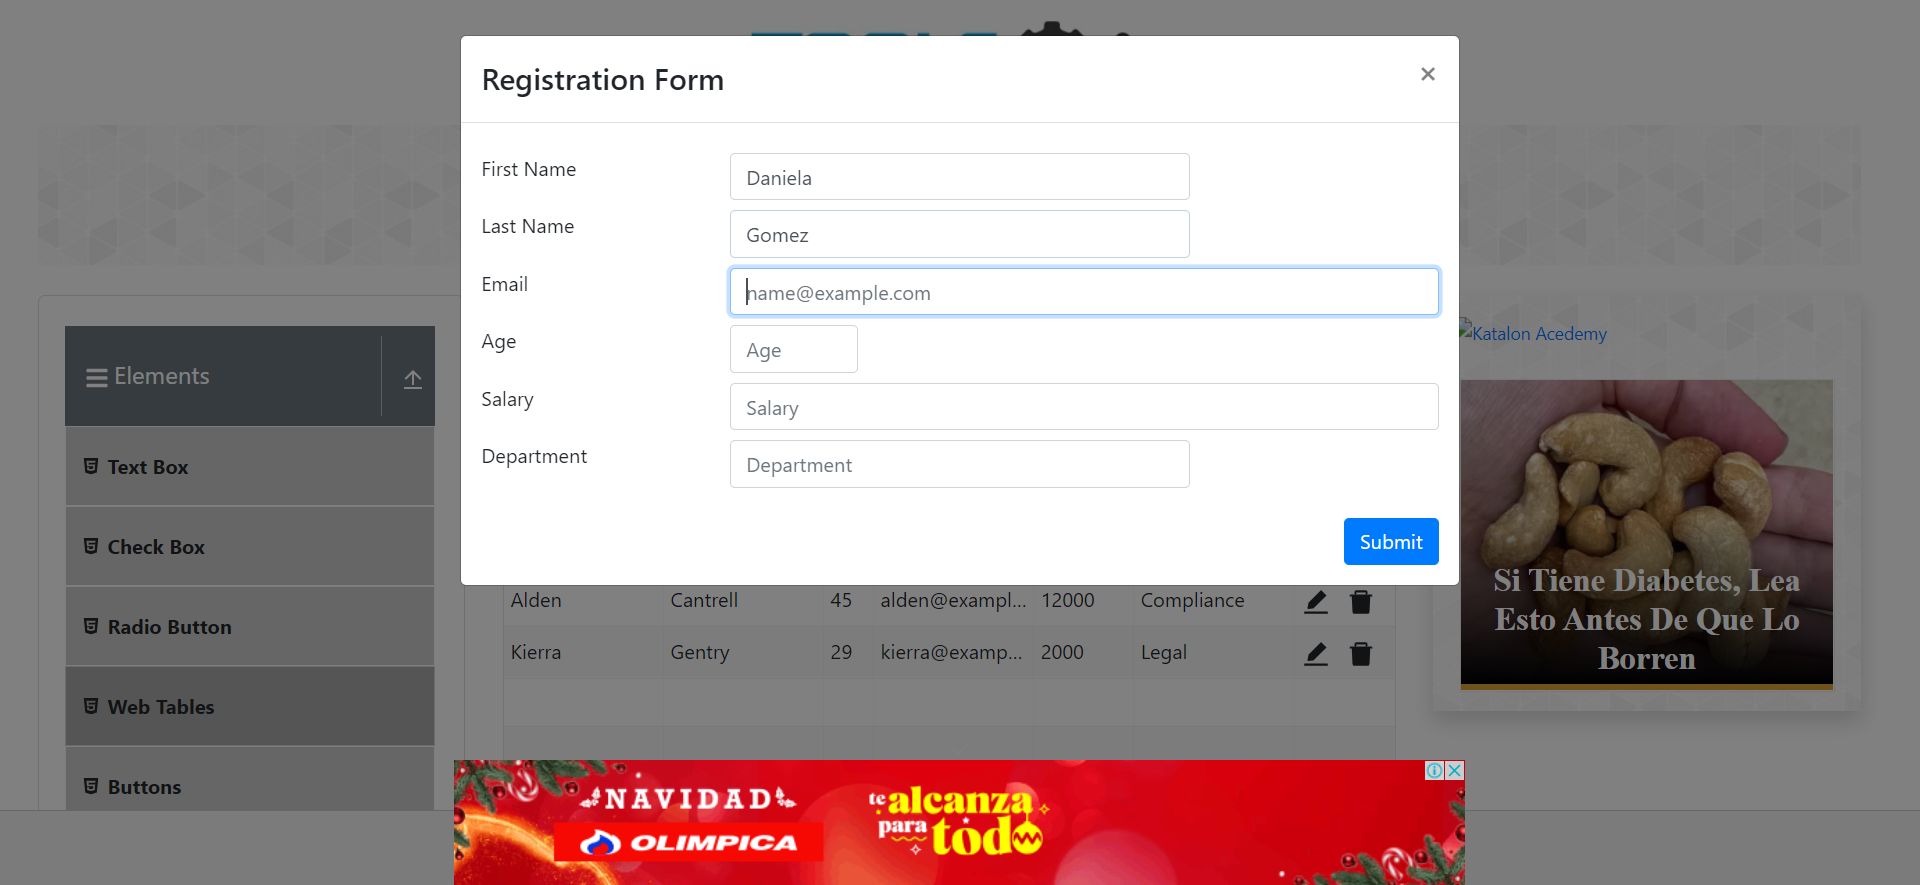 Registration Form
×
First Name
Daniela
Last Name
Gomez
Email
name@example.com
Age
Age
Salary
Salary
Department
Department
Submit
Elements
Text Box
Check Box
Radio Button
Web Tables
Buttons
Alden Cantrell 45 alden@exampl... 12000 Compliance
Kierra Gentry 29 kierra@examp... 2000 Legal
Katalon Acedemy
Si Tiene Diabetes, Lea
Esto Antes De Que Lo
Borren
NAVIDAD
OLIMPICA
te alcanza
para todo